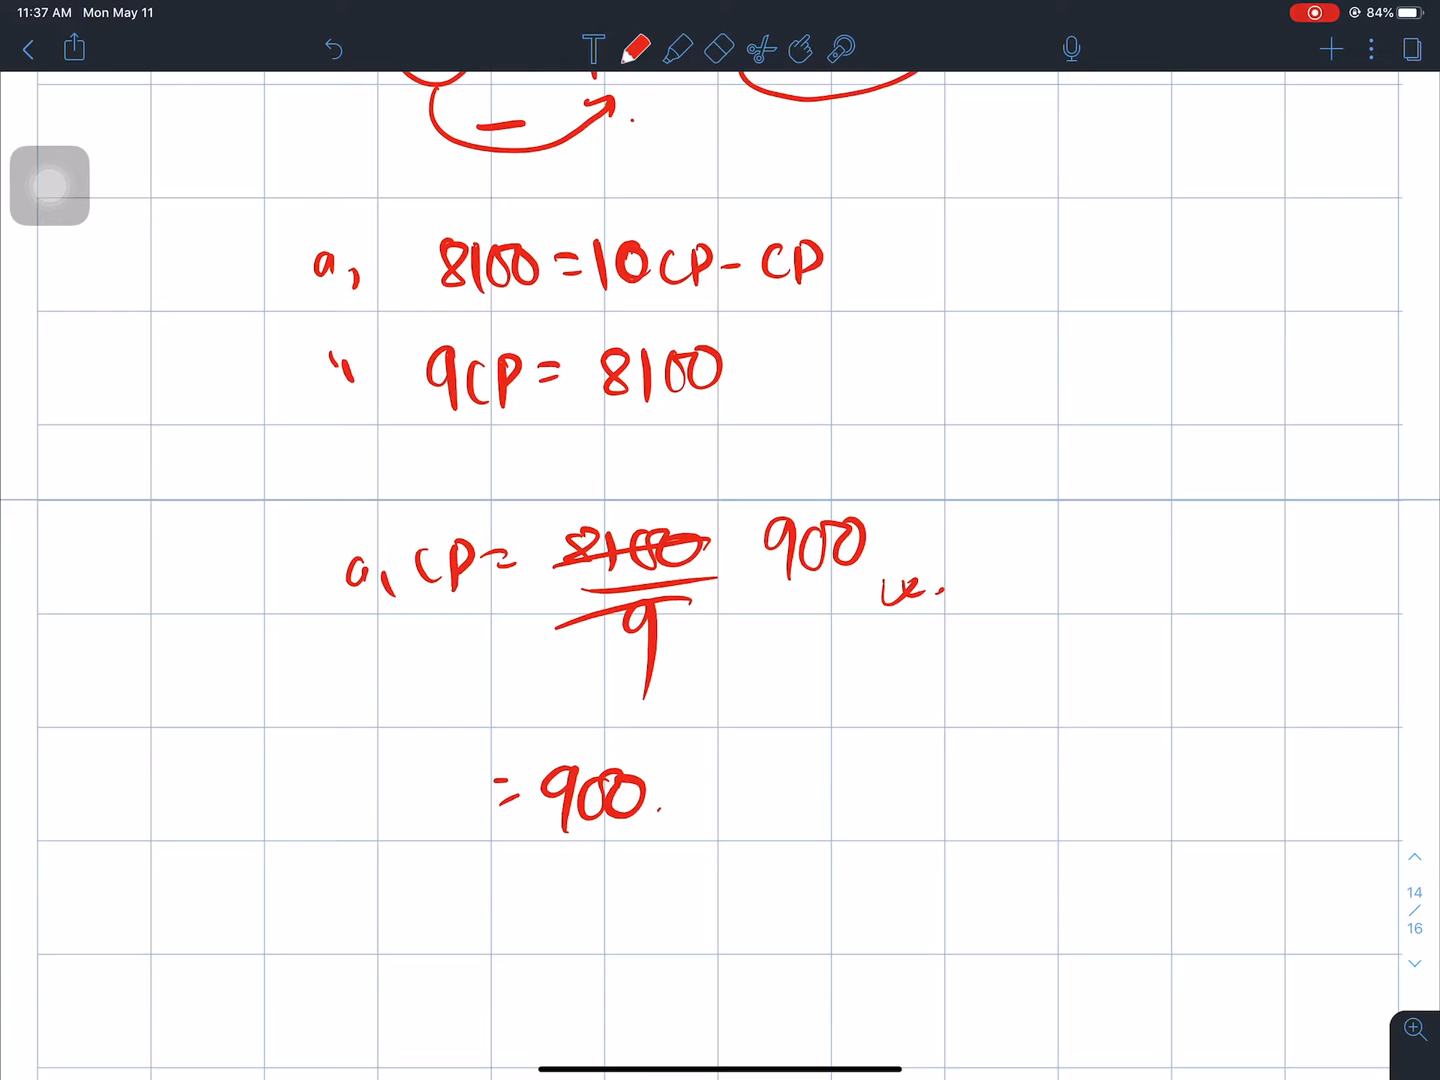 11:37 AM Mon May 11
84%
T
a, 8100 = 10CP - CP
9CP = 8100
a, CP = 8100 900
9
= 900.
14
/
16